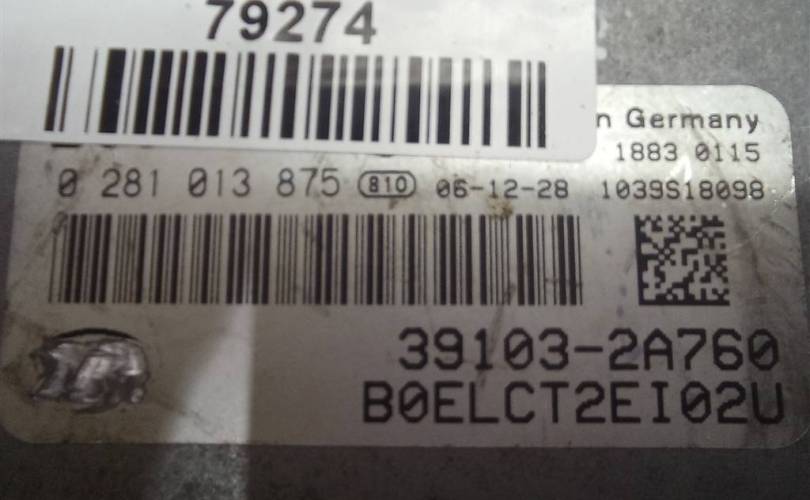 79274
n Germany
1883 0115
0 281 013 875 810 06-12-28 1039S18098
39103-2A760
B0ELCT2EI02U